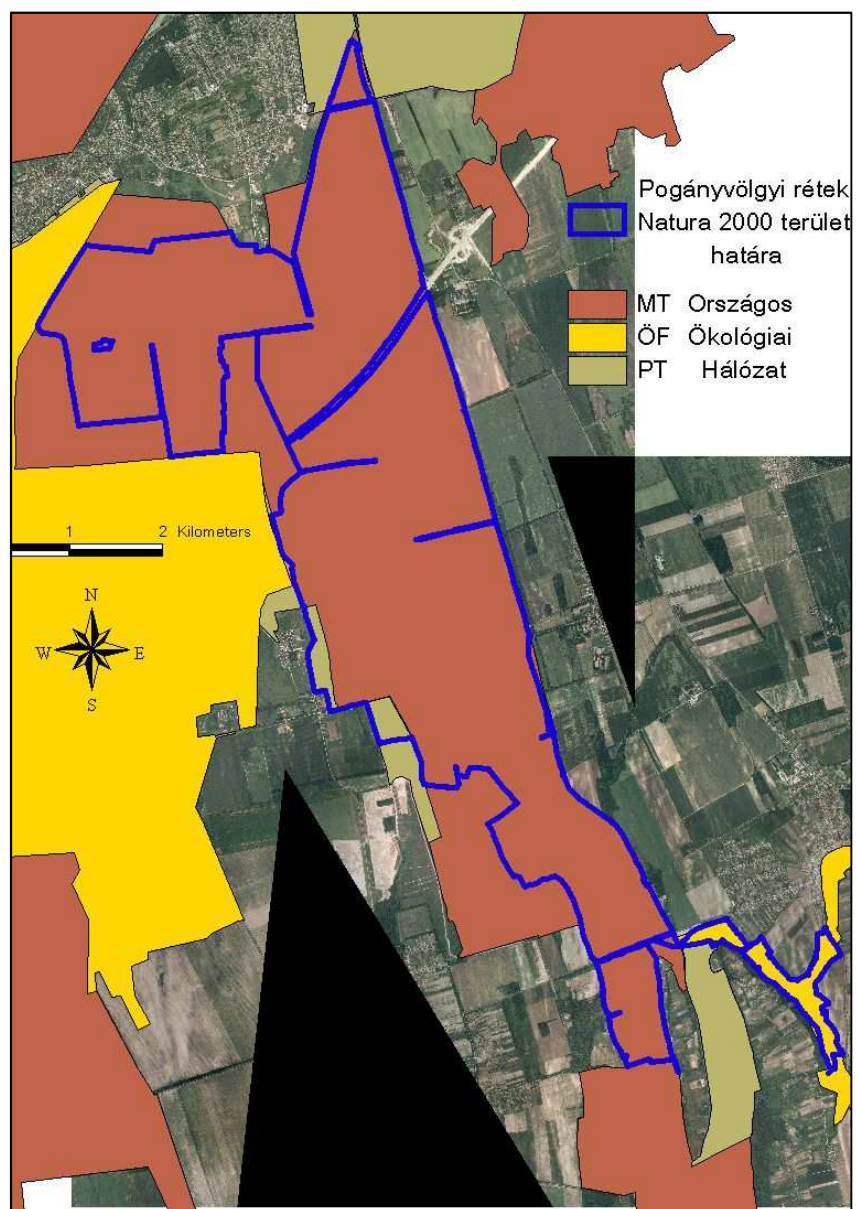 Pogányvölgyi rétek
Natura 2000 terület
határa
MT Országos
ÖF Ökológiai
PT Hálózat
1 2 Kilometers
N
W E
S